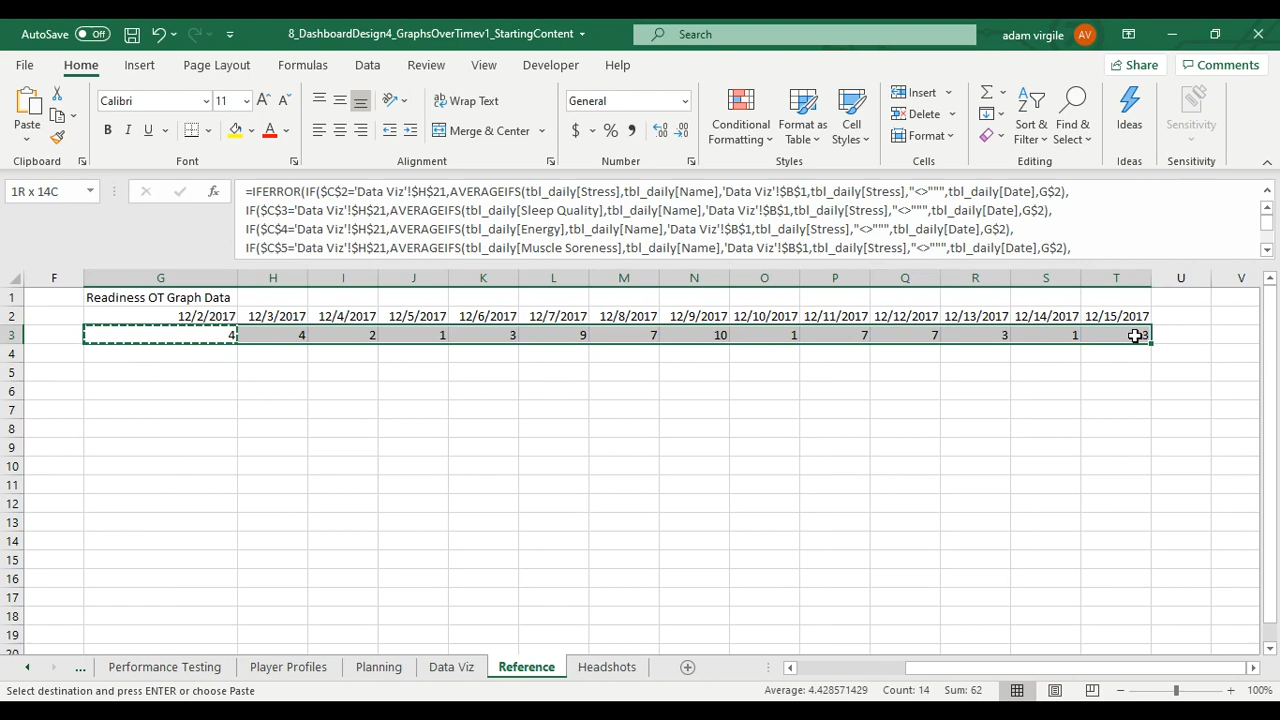 AutoSave Off 8_DashboardDesign4_GraphsOverTimev1_StartingContent Search adam virgile AV
File Home Insert Page Layout Formulas Data Review View Developer Help Share Comments
Paste Calibri 11 A A Wrap Text General Conditional Formatting Format as Table Cell Styles Insert Sort & Filter Find & Select Ideas Sensitivity
B I U A Merge & Center $ % 9 Delete
Format
Clipboard Font Alignment Number Styles Cells Editing Ideas Sensitivity
1R x 14C fx =IFERROR(IF($C$2='Data Viz'!$H$21,AVERAGEIFS(tbl_daily[Stress],tbl_daily[Name],'Data Viz'!$B$1,tbl_daily[Stress],"<>""",tbl_daily[Date],G$2),
IF($C$3='Data Viz'!$H$21,AVERAGEIFS(tbl_daily[Sleep Quality],tbl_daily[Name],'Data Viz'!$B$1,tbl_daily[Stress],"<>""",tbl_daily[Date],G$2),
IF($C$4='Data Viz'!$H$21,AVERAGEIFS(tbl_daily[Energy],tbl_daily[Name],'Data Viz'!$B$1,tbl_daily[Stress],"<>""",tbl_daily[Date],G$2),
IF($C$5='Data Viz'!$H$21,AVERAGEIFS(tbl_daily[Muscle Soreness],tbl_daily[Name],'Data Viz'!$B$1,tbl_daily[Stress],"<>""",tbl_daily[Date],G$2),
F G H I J K L M N O P Q R S T U V
1 Readiness OT Graph Data
2 12/2/2017 12/3/2017 12/4/2017 12/5/2017 12/6/2017 12/7/2017 12/8/2017 12/9/2017 12/10/2017 12/11/2017 12/12/2017 12/13/2017 12/14/2017 12/15/2017
3 4 4 2 1 3 9 7 10 1 7 7 3 1 3
4
5
6
7
8
9
10
11
12
13
14
15
16
17
18
19
20
... Performance Testing Player Profiles Planning Data Viz Reference Headshots
Select destination and press ENTER or choose Paste Average: 4.428571429 Count: 14 Sum: 62 100%